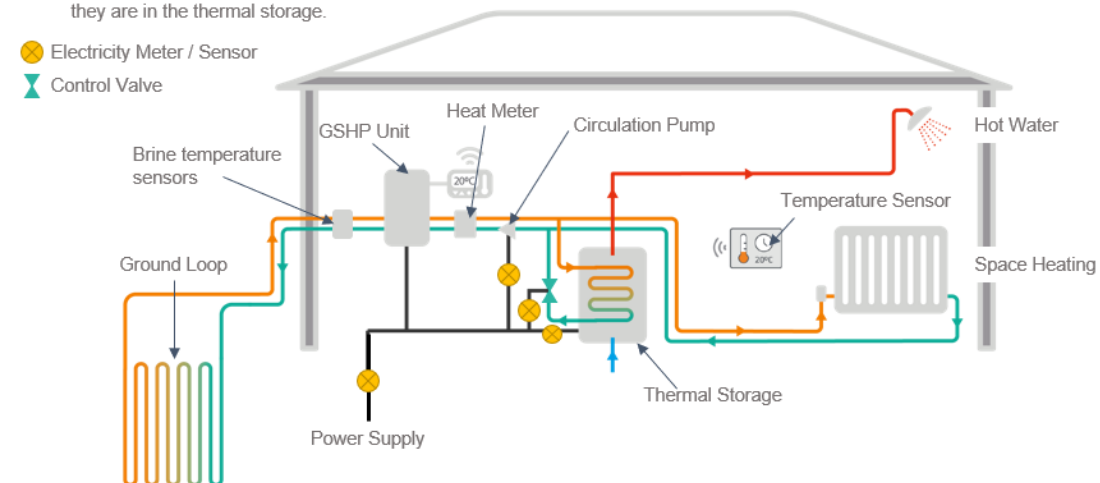 they are in the thermal storage.
Electricity Meter / Sensor
Control Valve
Heat Meter
GSHP Unit
Circulation Pump
Hot Water
Brine temperature
sensors
20ºC
Temperature Sensor
20ºC
Ground Loop
Space Heating
Thermal Storage
Power Supply